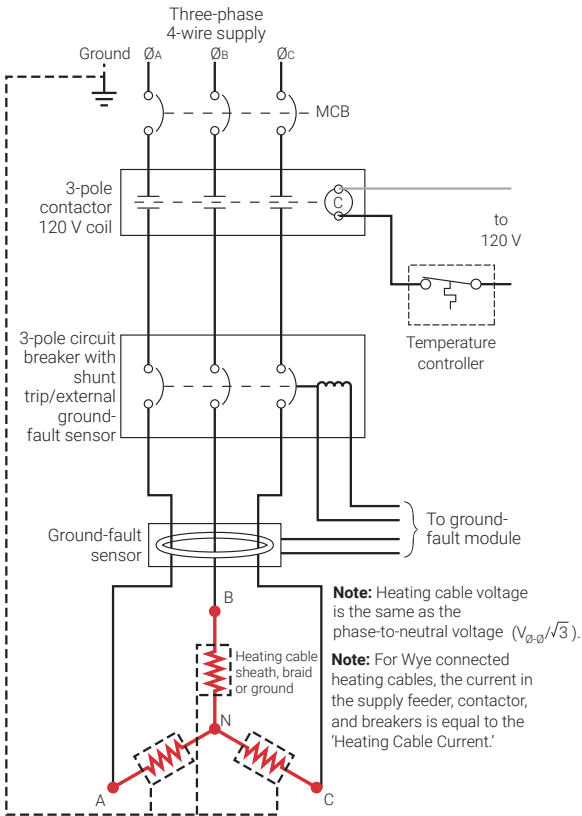 Three-phase
4-wire supply
Ground
ØA
ØB
ØC
MCB
3-pole
contactor
120 V coil
C
to
120 V
Temperature
controller
3-pole circuit
breaker with
shunt
trip/external
ground-
fault sensor
To ground-
fault module
Ground-fault
sensor
B
Heating cable
sheath, braid
or ground
N
A
C
Note: Heating cable voltage
is the same as the
phase-to-neutral voltage (VØ-Ø/√3 ).
Note: For Wye connected
heating cables, the current in
the supply feeder, contactor,
and breakers is equal to the
‘Heating Cable Current.’